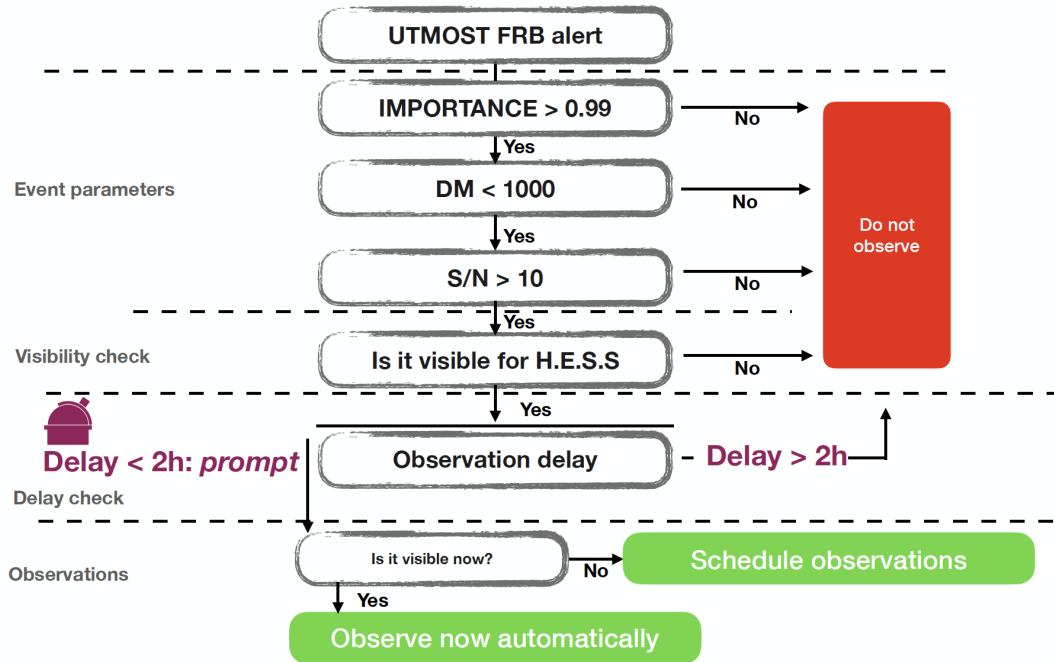 UTMOST FRB alert
IMPORTANCE > 0.99
No
Yes
Event parameters
DM < 1000
No
Do not
observe
Yes
S/N > 10
No
Yes
Visibility check
Is it visible for H.E.S.S
No
Yes
Delay < 2h: prompt
Observation delay
Delay > 2h
Delay check
Observations
Is it visible now?
No
Schedule observations
Yes
Observe now automatically